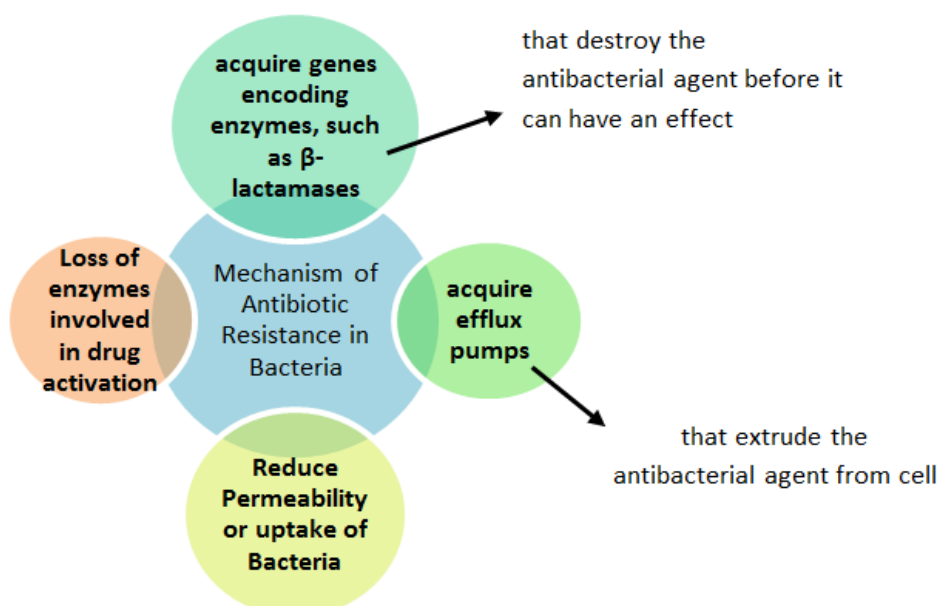 acquire genes
encoding
enzymes, such
as β-
lactamases
that destroy the
antibacterial agent before it
can have an effect
Loss of
enzymes
involved
in drug
activation
Mechanism of
Antibiotic
Resistance in
Bacteria
acquire
efflux
pumps
that extrude the
antibacterial agent from cell
Reduce
Permeability
or uptake of
Bacteria